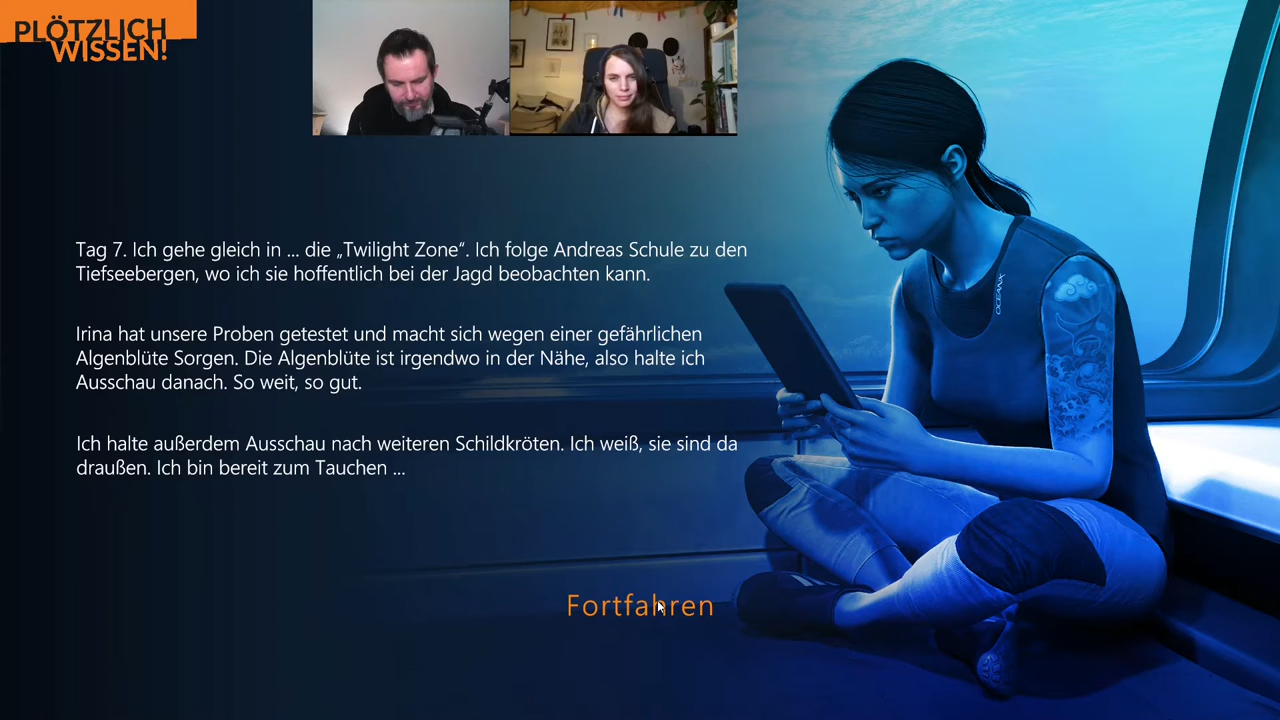 PLÖTZLICH
WISSEN!
Tag 7. Ich gehe gleich in ... die „Twilight Zone“. Ich folge Andreas Schule zu den
Tiefseebergen, wo ich sie hoffentlich bei der Jagd beobachten kann.
Irina hat unsere Proben getestet und macht sich wegen einer gefährlichen
Algenblüte Sorgen. Die Algenblüte ist irgendwo in der Nähe, also halte ich
Ausschau danach. So weit, so gut.
Ich halte außerdem Ausschau nach weiteren Schildkröten. Ich weiß, sie sind da
draußen. Ich bin bereit zum Tauchen ...
OCEANX
Fortfahren